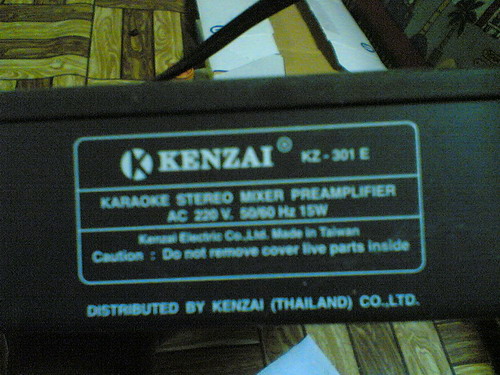 KENZAI ® KZ-301 E
KARAOKE STEREO MIXER PREAMPLIFIER
AC 220 V. 50/60 Hz 15W
Kenzai Electric Co.,Ltd. Made in Taiwan
Caution : Do not remove cover live parts inside
DISTRIBUTED BY KENZAI (THAILAND) CO.,LTD.